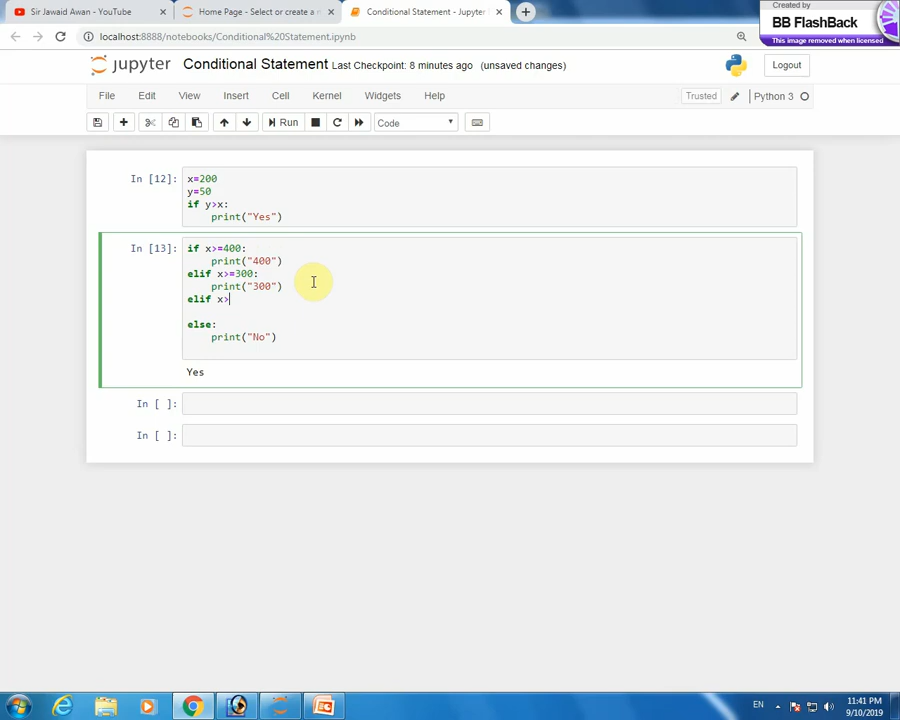 Sir Jawaid Awan - YouTube
Home Page - Select or create a n
Conditional Statement - Jupyter
Created by
BB FlashBack
This image removed when licensed
localhost:8888/notebooks/Conditional%20Statement.ipynb
jupyter
Conditional Statement Last Checkpoint: 8 minutes ago (unsaved changes)
Logout
File Edit View Insert Cell Kernel Widgets Help
Trusted
Python 3
Run
Code
In [12]:
x=200
y=50
if y>x:
    print("Yes")
In [13]:
if x>=400:
    print("400")
elif x>=300:
    print("300")
elif x>
else:
    print("No")
Yes
In [ ]:
In [ ]:
EN
11:41 PM
9/10/2019